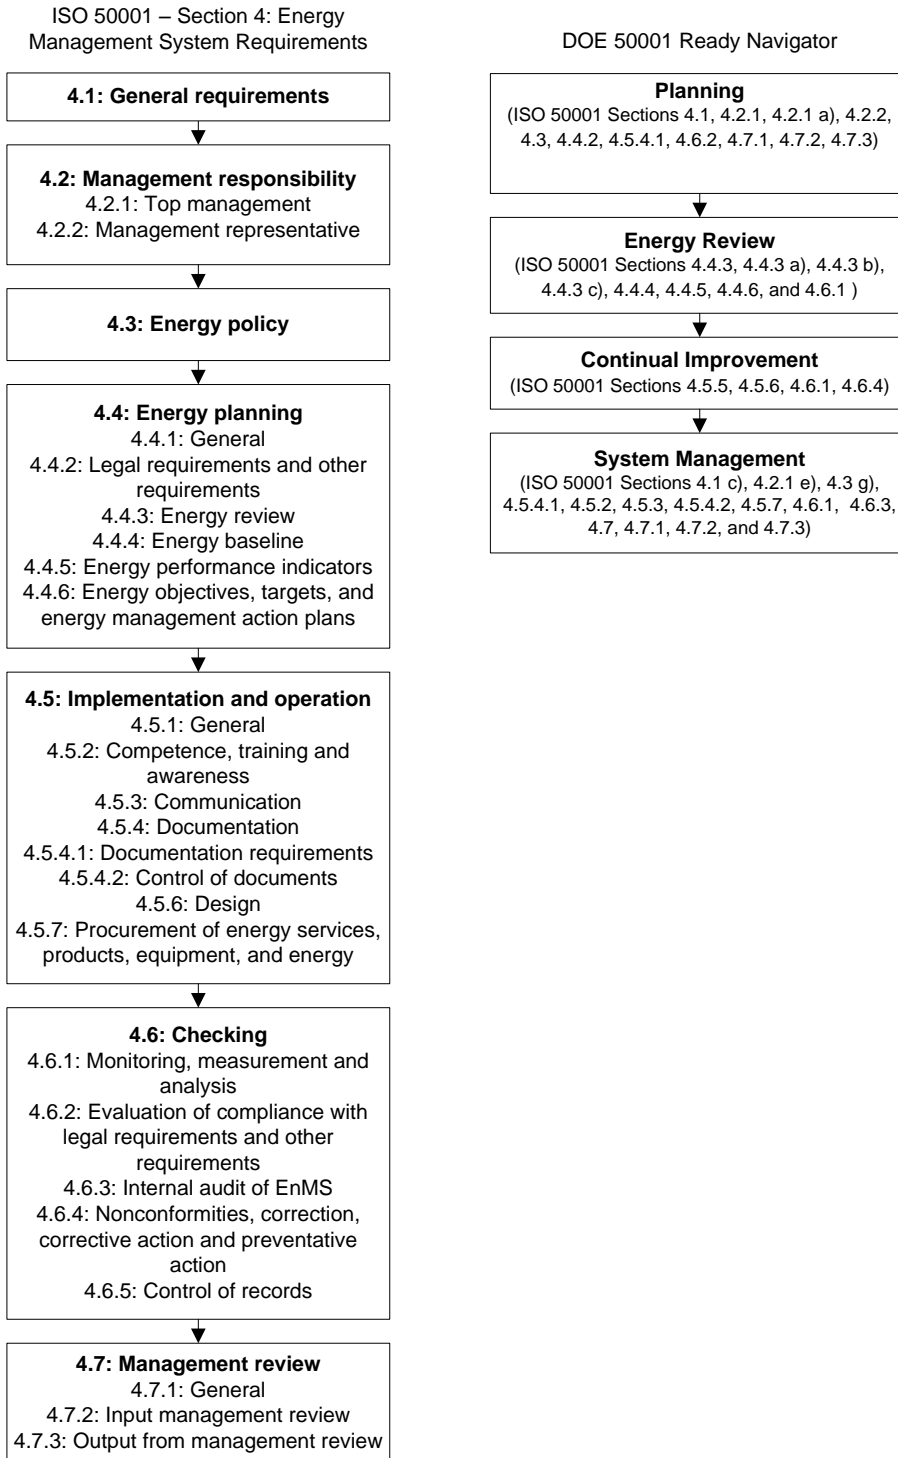 ISO 50001 – Section 4: Energy
Management System Requirements
4.1: General requirements
4.2: Management responsibility
4.2.1: Top management
4.2.2: Management representative
4.3: Energy policy
4.4: Energy planning
4.4.1: General
4.4.2: Legal requirements and other
requirements
4.4.3: Energy review
4.4.4: Energy baseline
4.4.5: Energy performance indicators
4.4.6: Energy objectives, targets, and
energy management action plans
4.5: Implementation and operation
4.5.1: General
4.5.2: Competence, training and
awareness
4.5.3: Communication
4.5.4: Documentation
4.5.4.1: Documentation requirements
4.5.4.2: Control of documents
4.5.6: Design
4.5.7: Procurement of energy services,
products, equipment, and energy
4.6: Checking
4.6.1: Monitoring, measurement and
analysis
4.6.2: Evaluation of compliance with
legal requirements and other
requirements
4.6.3: Internal audit of EnMS
4.6.4: Nonconformities, correction,
corrective action and preventative
action
4.6.5: Control of records
4.7: Management review
4.7.1: General
4.7.2: Input management review
4.7.3: Output from management review
DOE 50001 Ready Navigator
Planning
(ISO 50001 Sections 4.1, 4.2.1, 4.2.1 a), 4.2.2,
4.3, 4.4.2, 4.5.4.1, 4.6.2, 4.7.1, 4.7.2, 4.7.3)
Energy Review
(ISO 50001 Sections 4.4.3, 4.4.3 a), 4.4.3 b),
4.4.3 c), 4.4.4, 4.4.5, 4.4.6, and 4.6.1 )
Continual Improvement
(ISO 50001 Sections 4.5.5, 4.5.6, 4.6.1, 4.6.4)
System Management
(ISO 50001 Sections 4.1 c), 4.2.1 e), 4.3 g),
4.5.4.1, 4.5.2, 4.5.3, 4.5.4.2, 4.5.7, 4.6.1, 4.6.3,
4.7, 4.7.1, 4.7.2, and 4.7.3)